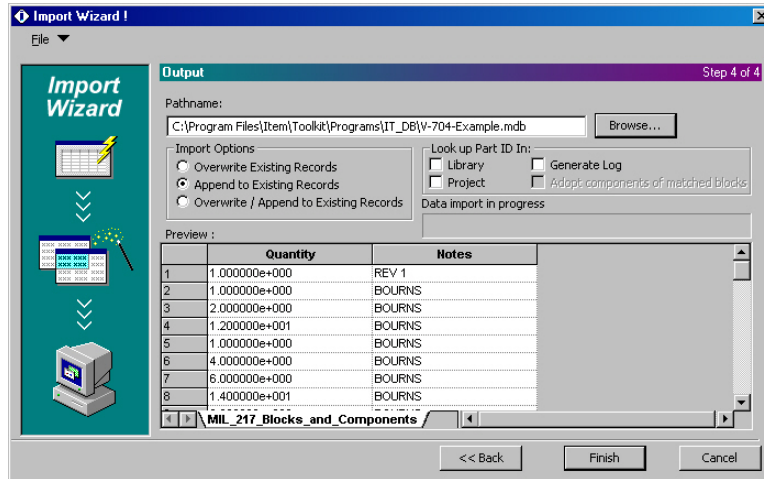 Import Wizard !
File
Import
Wizard
Output
Step 4 of 4
Pathname:
C:\Program Files\Item\Toolkit\Programs\IT_DB\V-704-Example.mdb
Browse...
Import Options
Overwrite Existing Records
Append to Existing Records
Overwrite / Append to Existing Records
Look up Part ID In:
Library
Generate Log
Project
Adopt components of matched blocks
Data import in progress
Preview :
Quantity Notes
1 1.000000e+000 REV 1
2 1.000000e+000 BOURNS
3 2.000000e+000 BOURNS
4 1.200000e+001 BOURNS
5 1.000000e+000 BOURNS
6 4.000000e+000 BOURNS
7 6.000000e+000 BOURNS
8 1.400000e+001 BOURNS
MIL_217_Blocks_and_Components
<< Back
Finish
Cancel